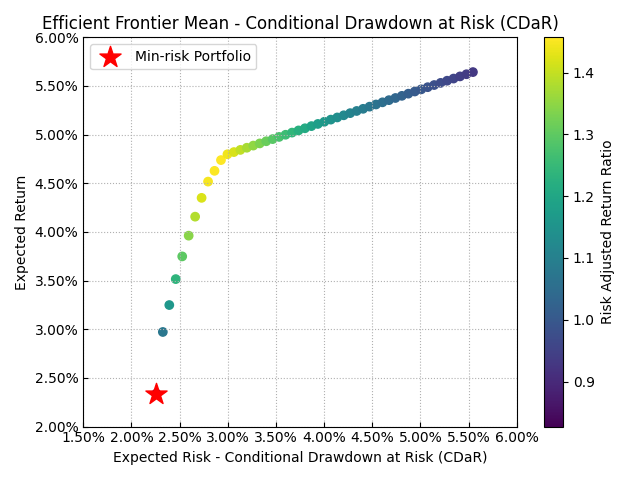 Efficient Frontier Mean - Conditional Drawdown at Risk (CDaR)
Min-risk Portfolio
Expected Return
6.00%
5.50%
5.00%
4.50%
4.00%
3.50%
3.00%
2.50%
2.00%
1.50% 2.00% 2.50% 3.00% 3.50% 4.00% 4.50% 5.00% 5.50% 6.00%
Expected Risk - Conditional Drawdown at Risk (CDaR)
1.4
1.3
1.2
1.1
1.0
0.9
Risk Adjusted Return Ratio